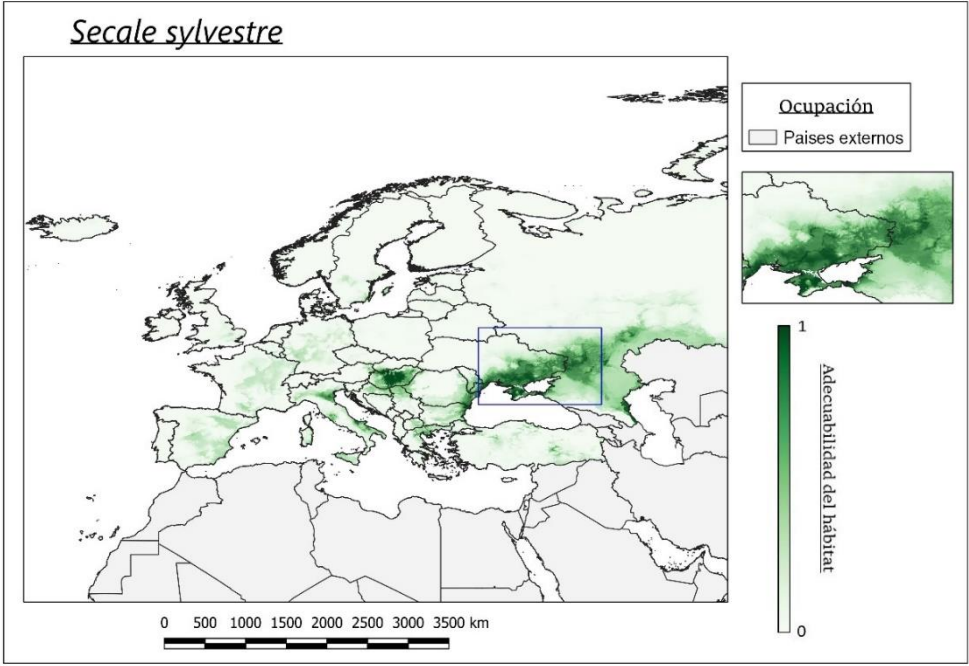 Secale sylvestre
Ocupación
Paises externos
1
Adecuabilidad del hábitat
0
0 500 1000 1500 2000 2500 3000 3500 km